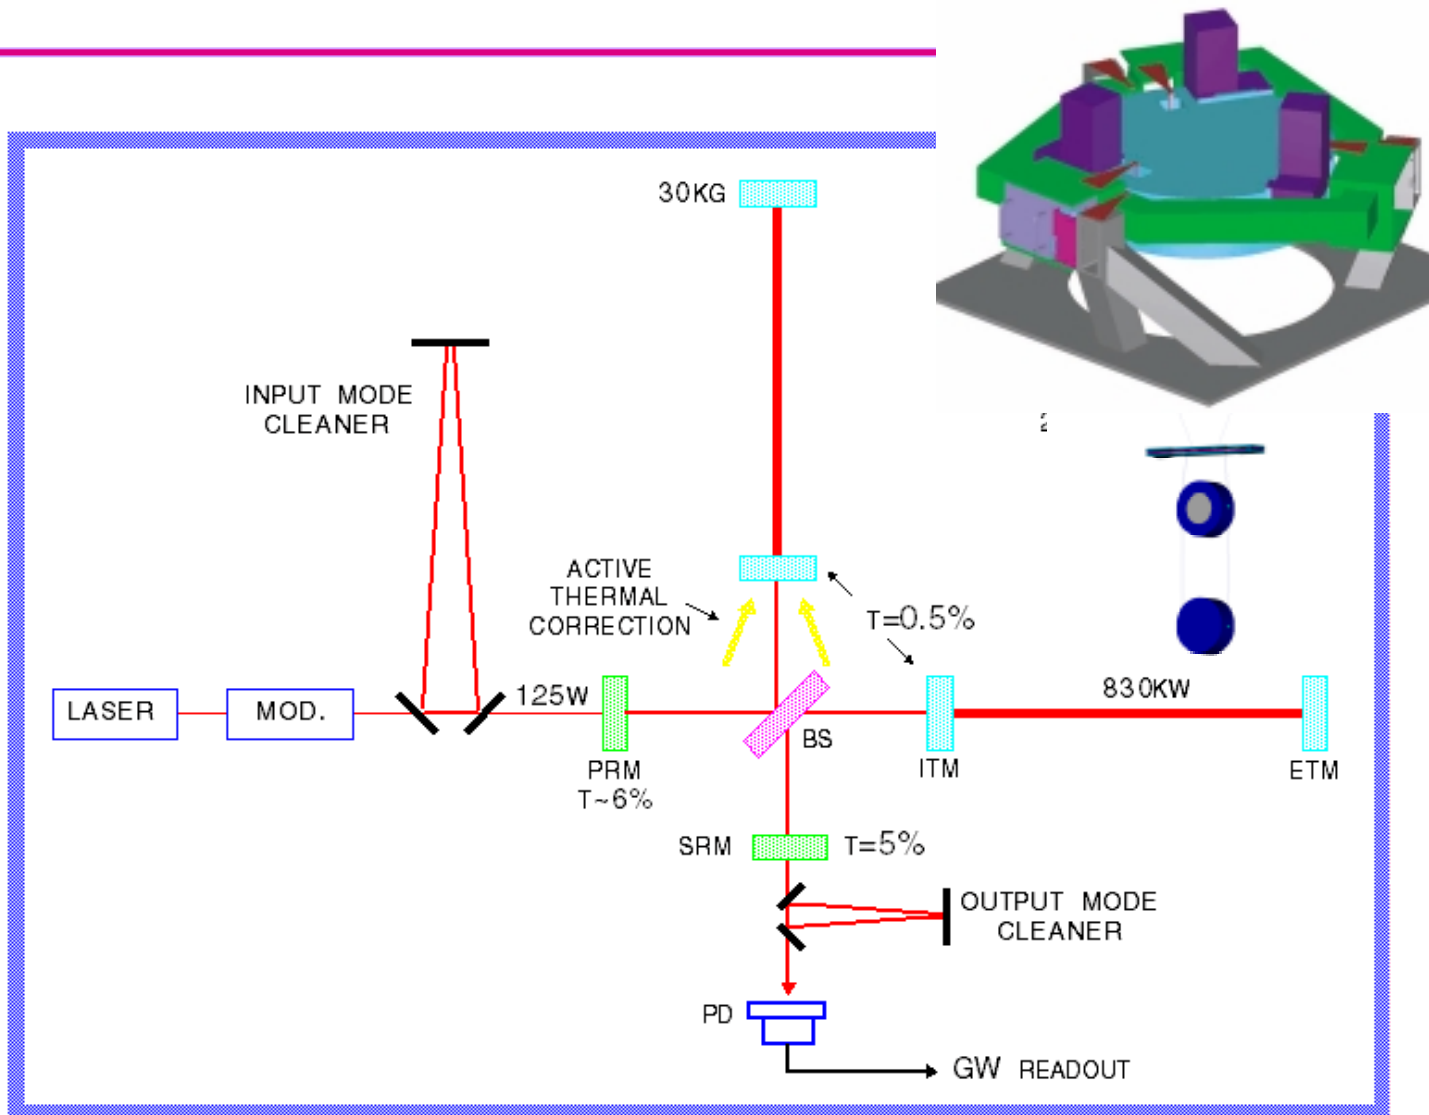 30KG
INPUT MODE
CLEANER
ACTIVE
THERMAL
CORRECTION
T=0.5%
LASER
MOD.
125W
830KW
BS
PRM
T~6%
ITM
ETM
SRM
T=5%
OUTPUT MODE
CLEANER
PD
GW READOUT